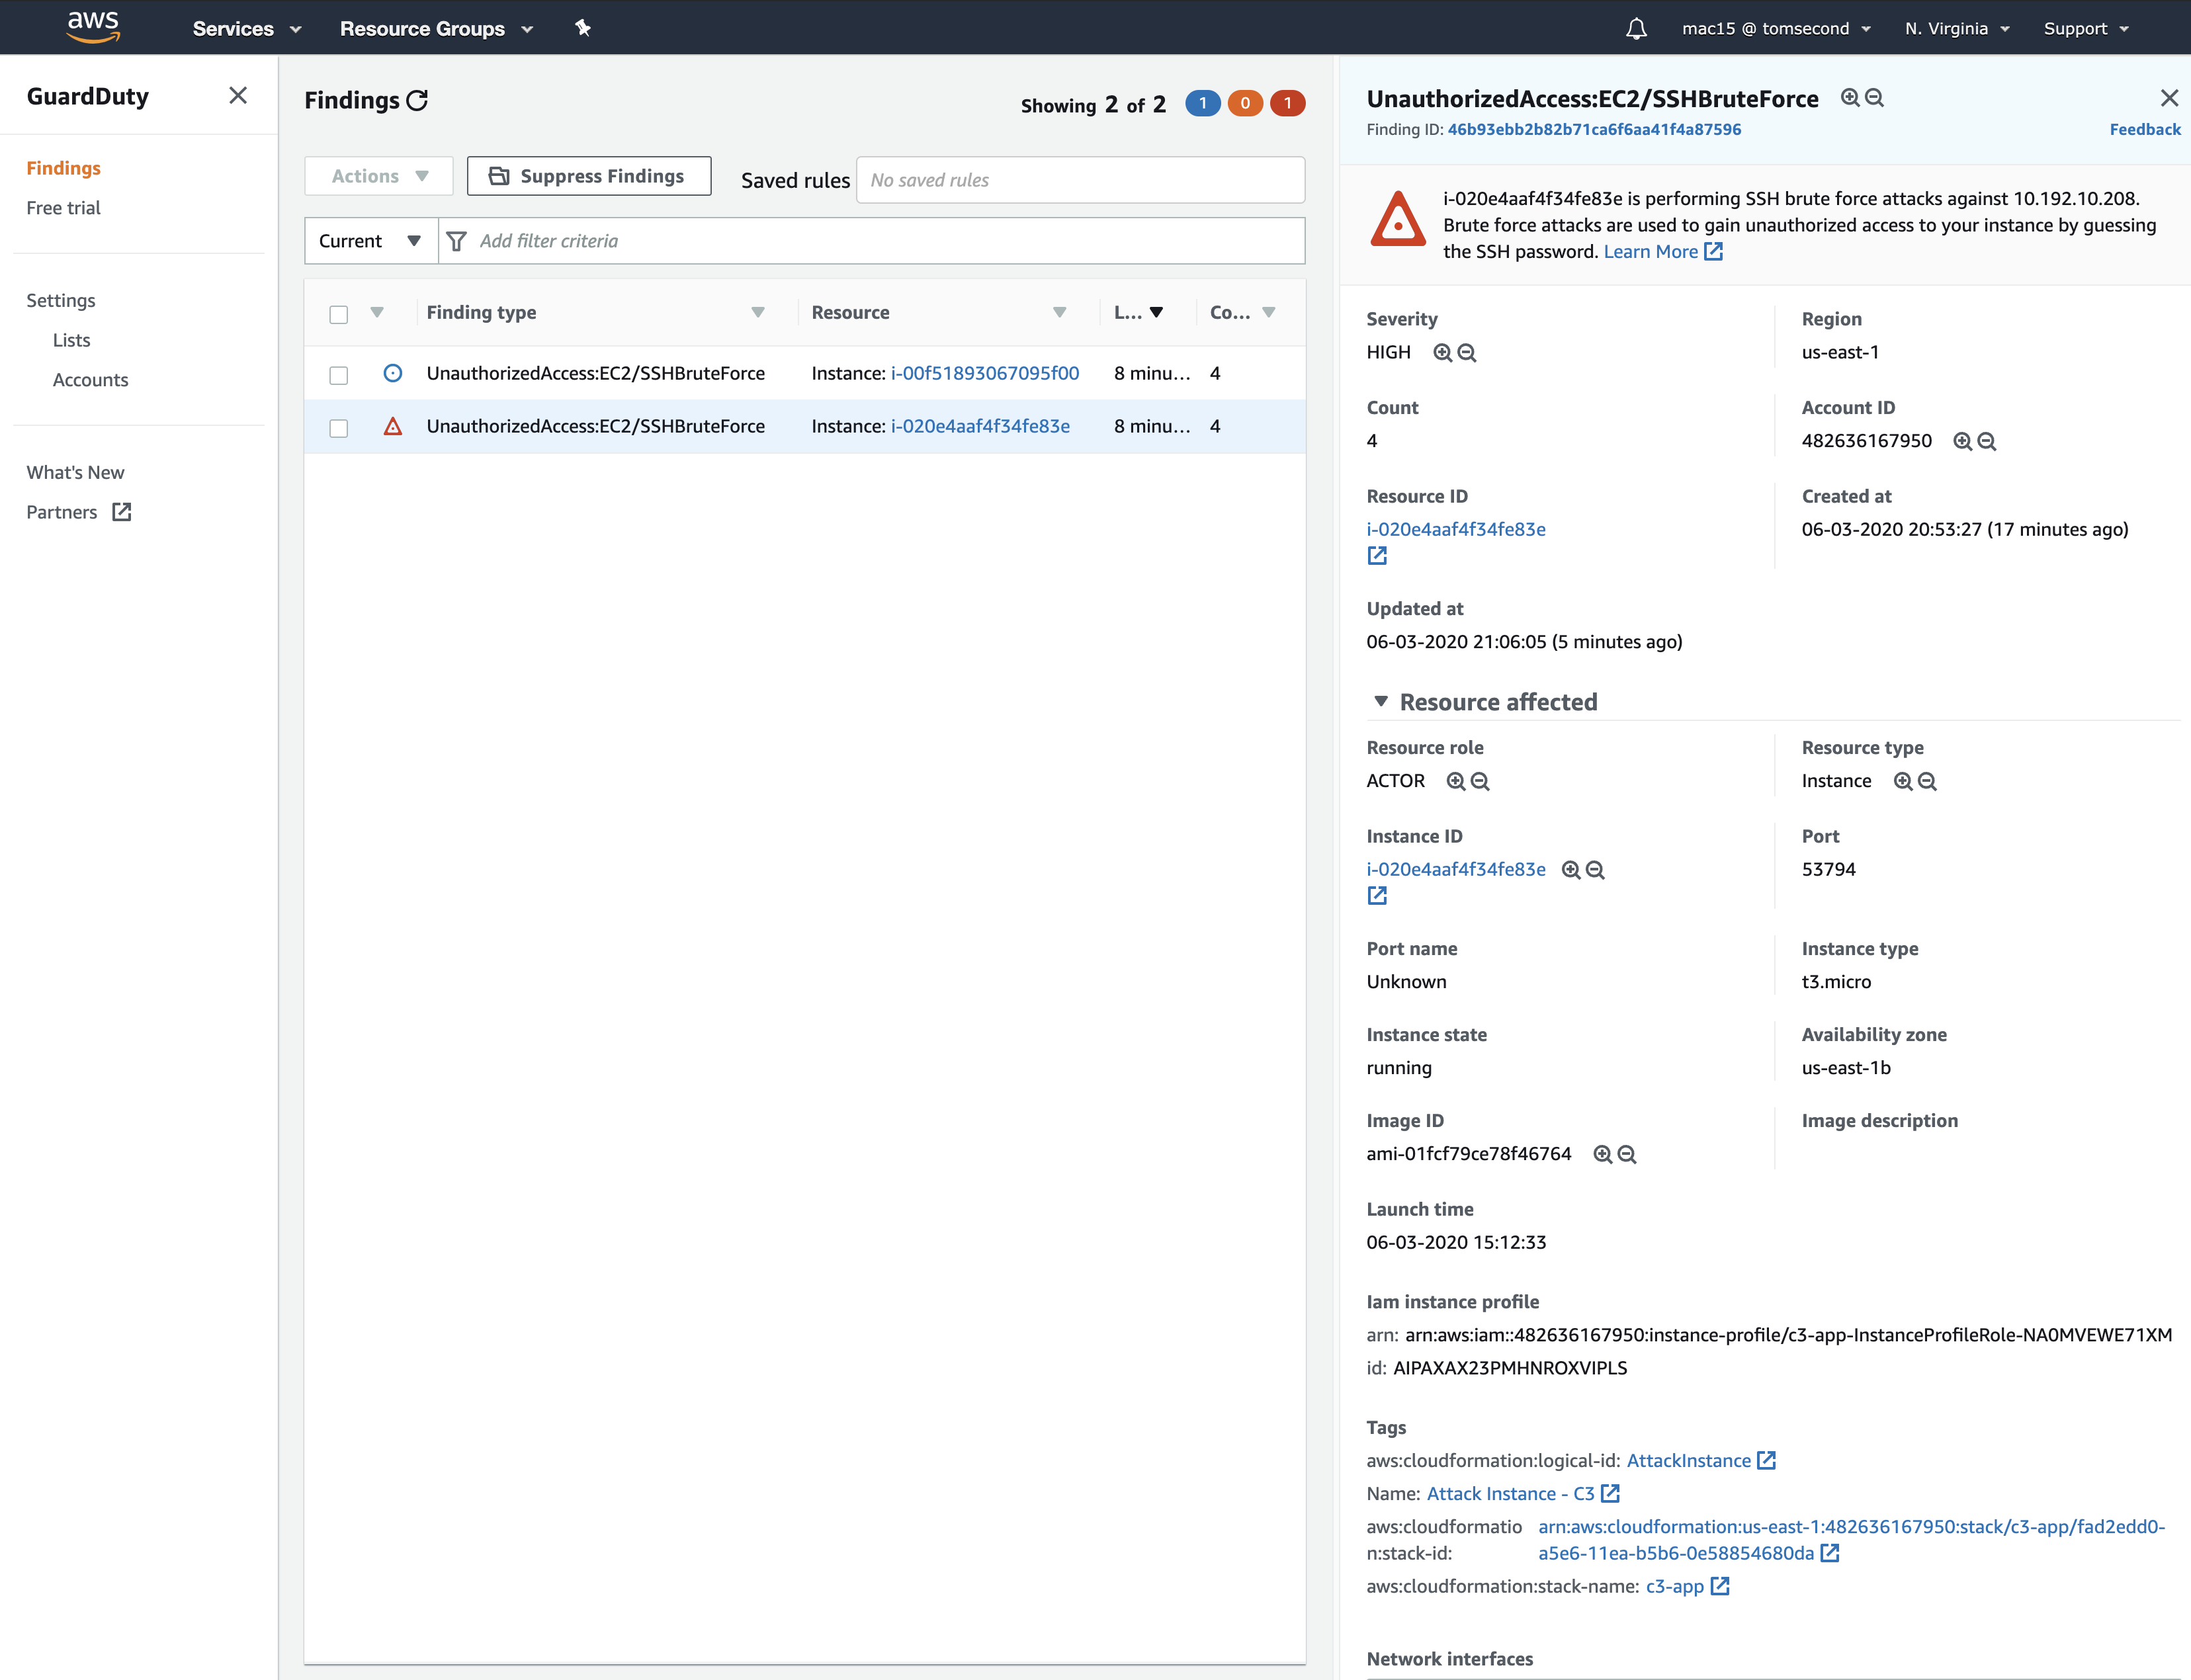 aws
Services
Resource Groups
mac15 @ tomsecond
N. Virginia
Support
GuardDuty
Findings
Free trial
Settings
Lists
Accounts
What's New
Partners
Findings
Showing 2 of 2
1
0
1
Actions
Suppress Findings
Saved rules
No saved rules
Current
Add filter criteria
Finding type
Resource
L...
Co...
UnauthorizedAccess:EC2/SSHBruteForce
Instance: i-00f51893067095f00
8 minu...
4
UnauthorizedAccess:EC2/SSHBruteForce
Instance: i-020e4aaf4f34fe83e
8 minu...
4
UnauthorizedAccess:EC2/SSHBruteForce
Finding ID: 46b93ebb2b82b71ca6f6aa41f4a87596
Feedback
i-020e4aaf4f34fe83e is performing SSH brute force attacks against 10.192.10.208.
Brute force attacks are used to gain unauthorized access to your instance by guessing
the SSH password. Learn More
Severity
HIGH
Region
us-east-1
Count
4
Account ID
482636167950
Resource ID
i-020e4aaf4f34fe83e
Created at
06-03-2020 20:53:27 (17 minutes ago)
Updated at
06-03-2020 21:06:05 (5 minutes ago)
Resource affected
Resource role
ACTOR
Resource type
Instance
Instance ID
i-020e4aaf4f34fe83e
Port
53794
Port name
Unknown
Instance type
t3.micro
Instance state
running
Availability zone
us-east-1b
Image ID
ami-01fcf79ce78f46764
Image description
Launch time
06-03-2020 15:12:33
Iam instance profile
arn: arn:aws:iam::482636167950:instance-profile/c3-app-InstanceProfileRole-NA0MVEWE71XM
id: AIPAXAX23PMHNROXVIPLS
Tags
aws:cloudformation:logical-id: AttackInstance
Name: Attack Instance - C3
aws:cloudformatio arn:aws:cloudformation:us-east-1:482636167950:stack/c3-app/fad2edd0-
n:stack-id: a5e6-11ea-b5b6-0e58854680da
aws:cloudformation:stack-name: c3-app
Network interfaces